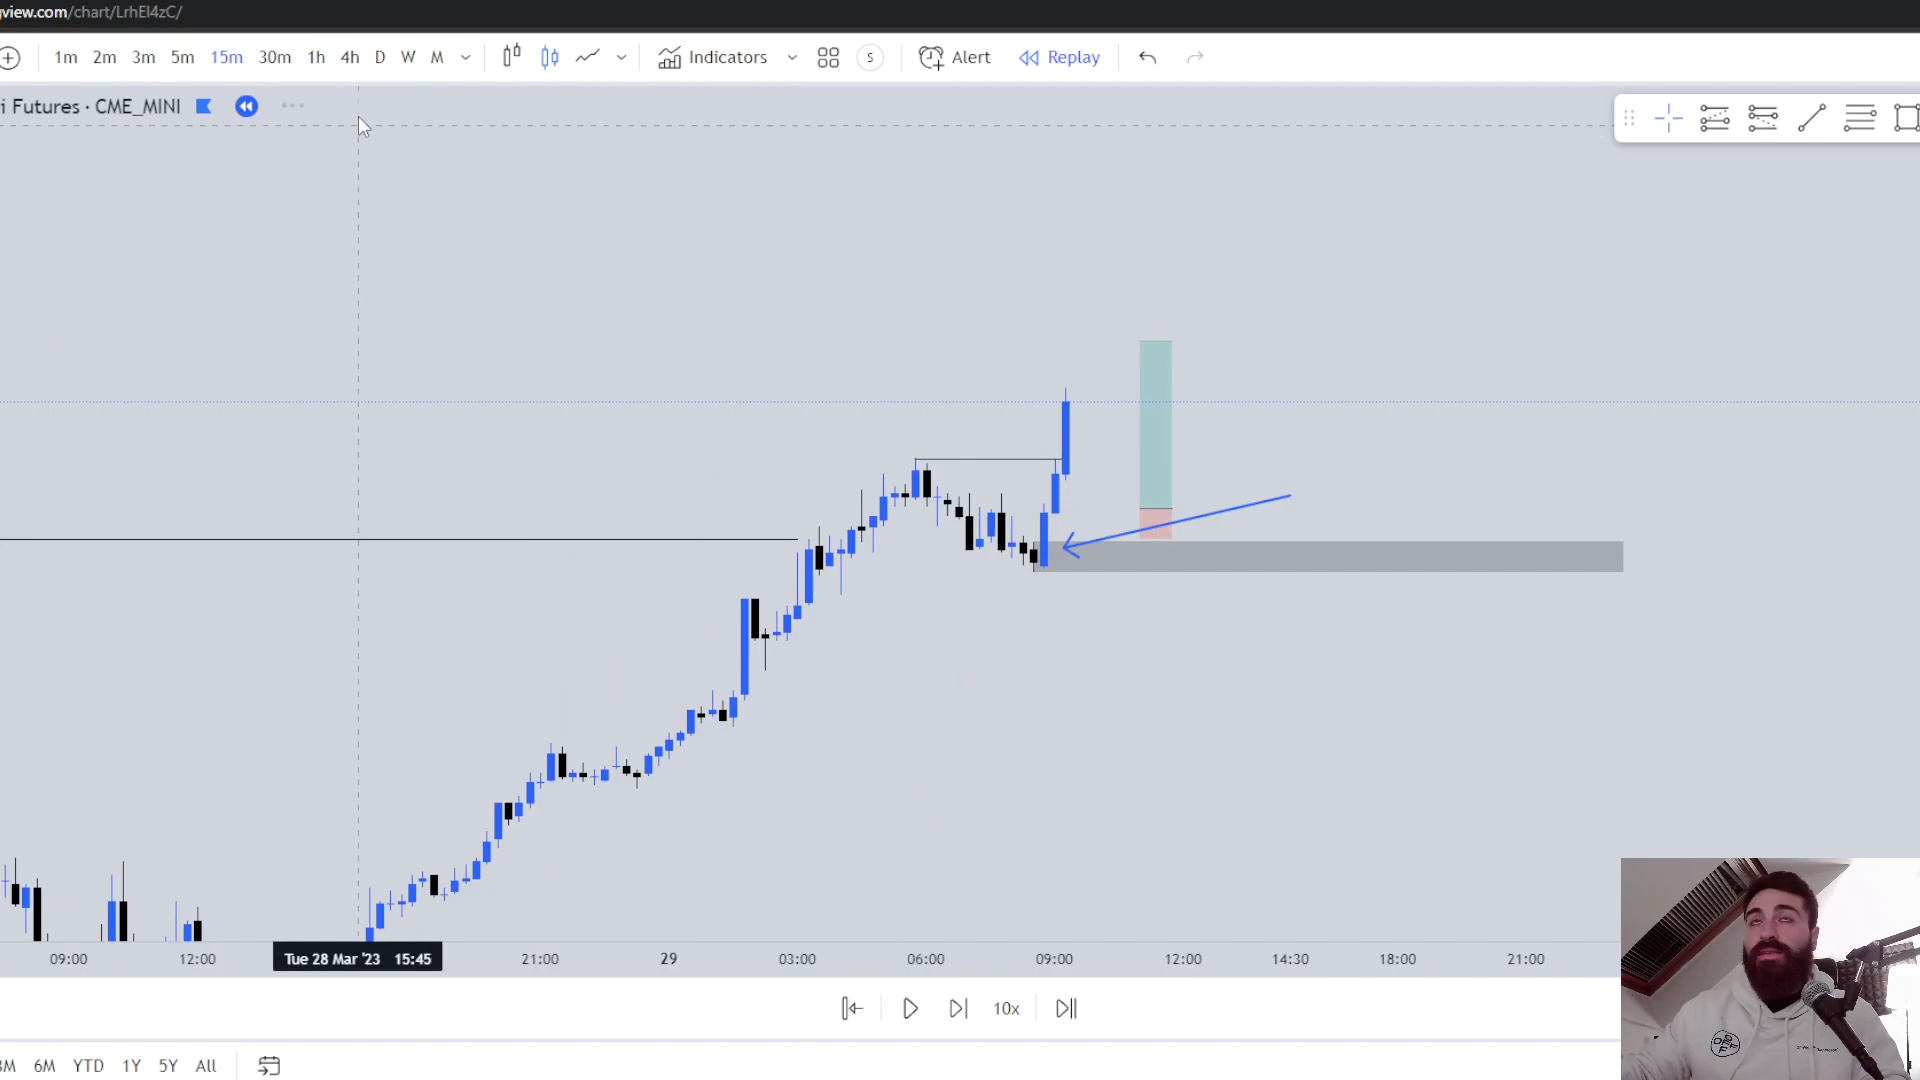 view.com/chart/LrhEl4zC/
1m 2m 3m 5m 15m 30m 1h 4h D W M Indicators S Alert Replay
i Futures · CME_MINI
09:00 12:00 Tue 28 Mar '23 15:45 21:00 29 03:00 06:00 09:00 12:00 14:30 18:00 21:00
10x
3M 6M YTD 1Y 5Y All